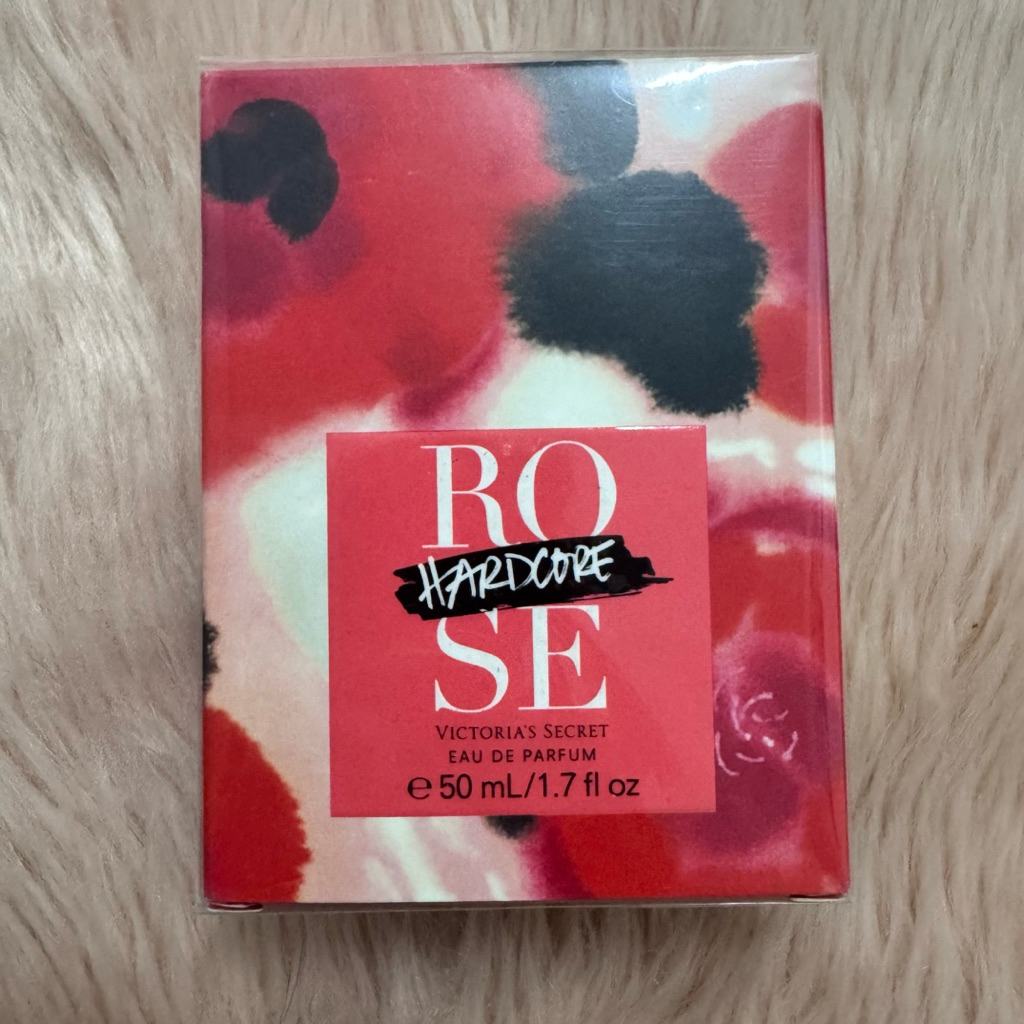 RO
HARDCORE
SE
VICTORIA'S SECRET
EAU DE PARFUM
℮ 50 mL/1.7 fl oz